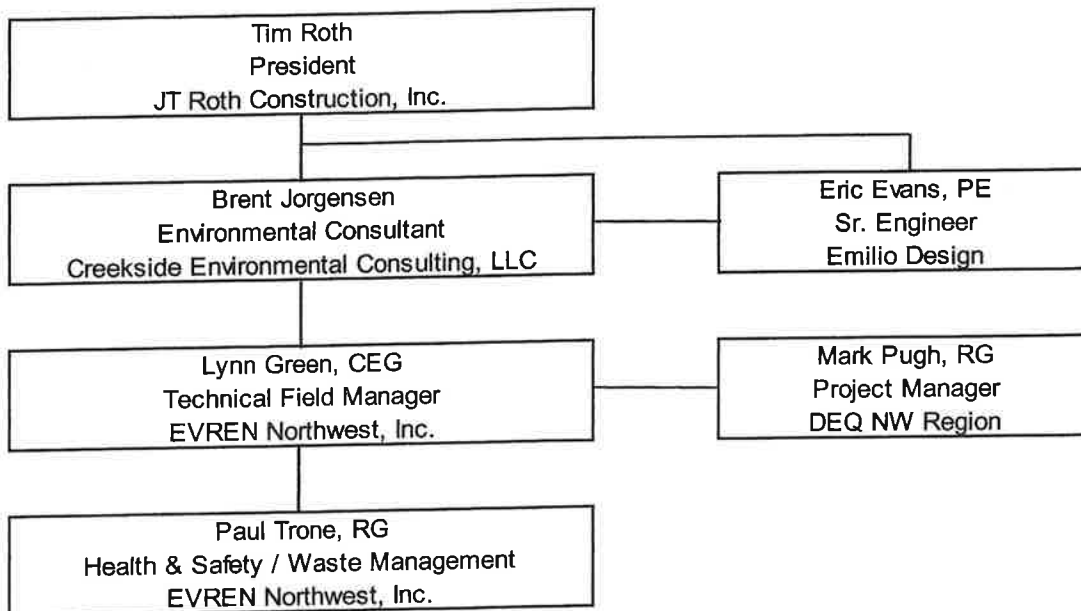 Tim Roth
President
JT Roth Construction, Inc.
Brent Jorgensen
Environmental Consultant
Creekside Environmental Consulting, LLC
Eric Evans, PE
Sr. Engineer
Emilio Design
Lynn Green, CEG
Technical Field Manager
EVREN Northwest, Inc.
Mark Pugh, RG
Project Manager
DEQ NW Region
Paul Trone, RG
Health & Safety / Waste Management
EVREN Northwest, Inc.